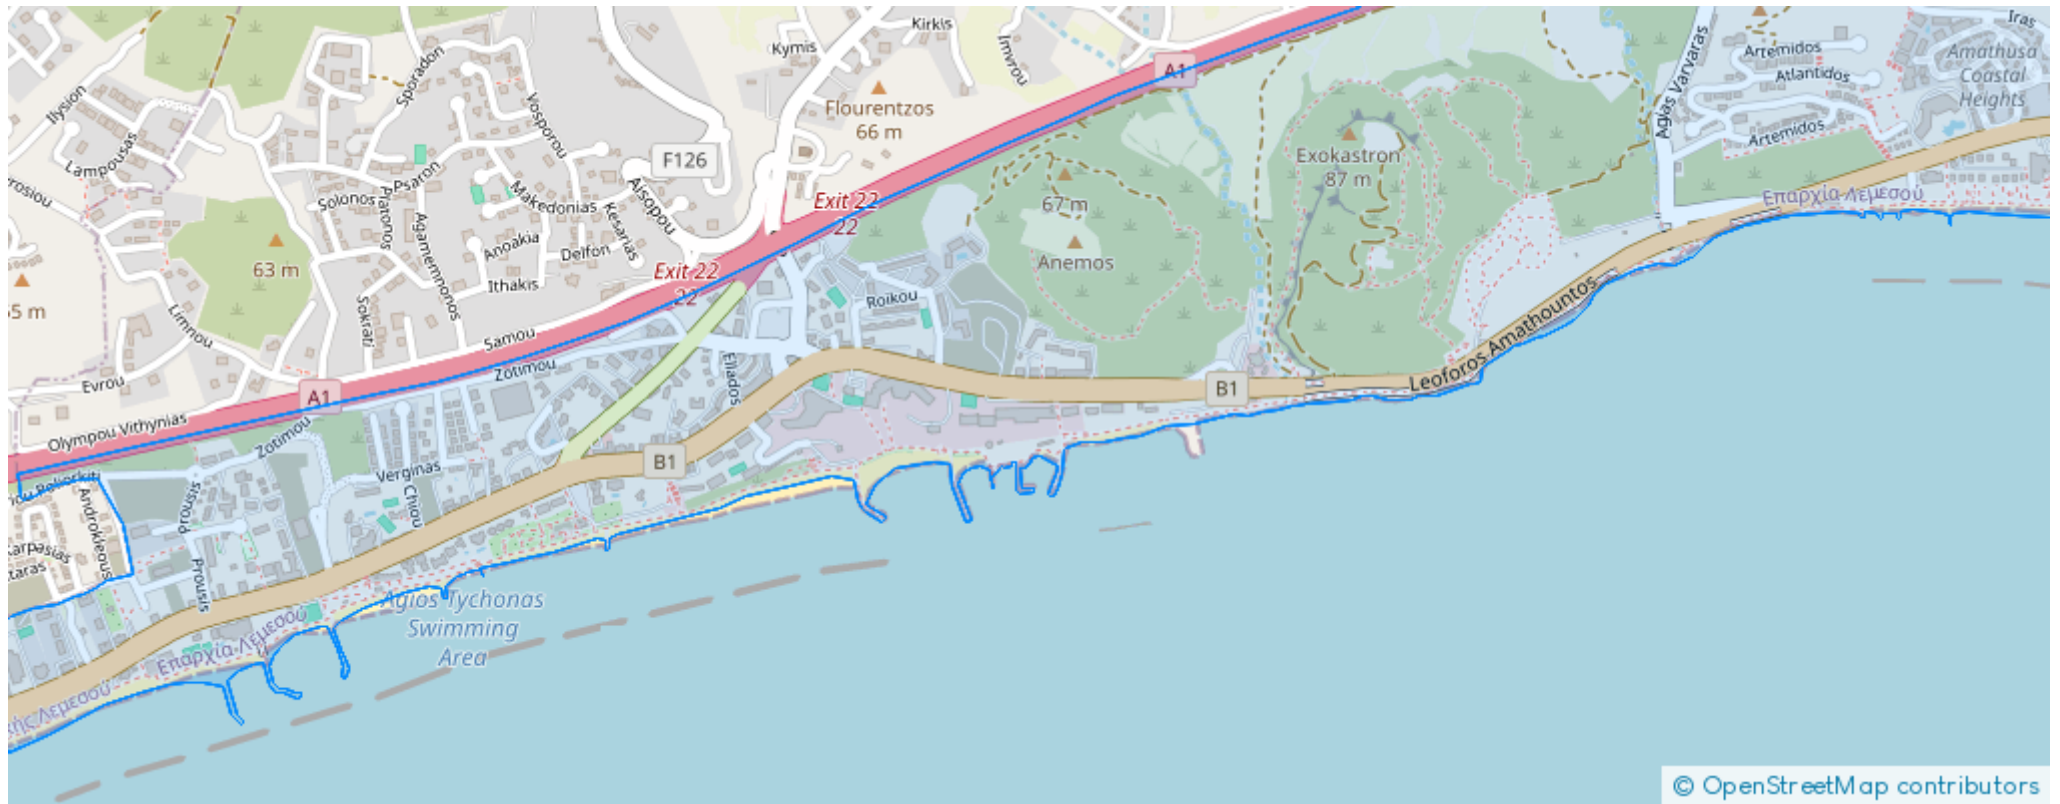 Kirkis
Iras
Kymis
Imvrou
Artemidos
Amathusa
Coastal
Heights
Sporadon
A1
Atlantidos
Ilysion
Flourentzos
66 m
Agias Varvaras
Vosporou
Artemidos
Lampousas
F126
Exokastron
87 m
Psaron
Aisopou
Makedonias
Solonos
Exit 22
22
67 m
Επαρχία Λεμεσού
Agamemnonos
Kesarias
Anoakia
Delfon
63 m
Anemos
Exit 22
22
Ithakis
Roikou
5 m
Limnou
Sokrati
Samou
Leoforos Amathountos
Zotimou
Ellados
Evrou
A1
B1
Olympou Vithynias
Zotimou
B1
Verginas
Chiou
Androkleous
Prousis
Prousis
Agios Tychonas
Swimming
Area
Επαρχία Λεμεσού
Λεμεσού
© OpenStreetMap contributors